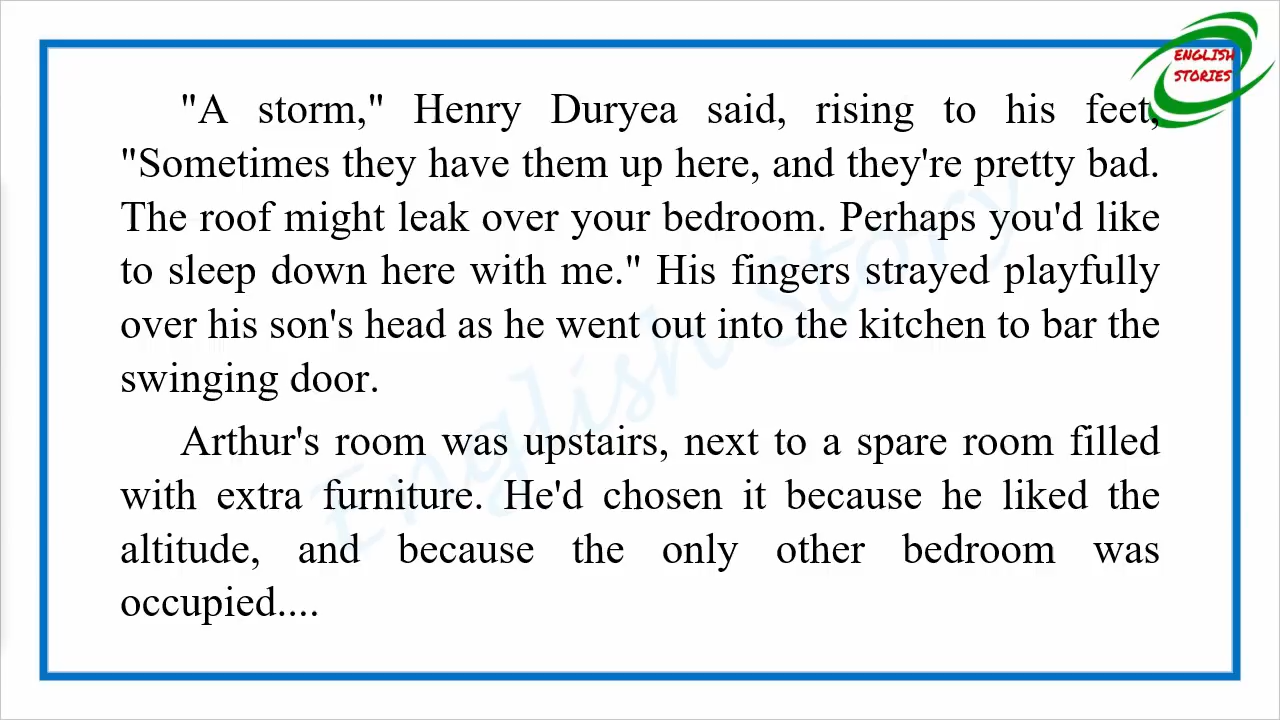 ENGLISH
STORIES
"A storm," Henry Duryea said, rising to his feet,
"Sometimes they have them up here, and they're pretty bad.
The roof might leak over your bedroom. Perhaps you'd like
to sleep down here with me." His fingers strayed playfully
over his son's head as he went out into the kitchen to bar the
swinging door.
Arthur's room was upstairs, next to a spare room filled
with extra furniture. He'd chosen it because he liked the
altitude, and because the only other bedroom was
occupied....
English Story